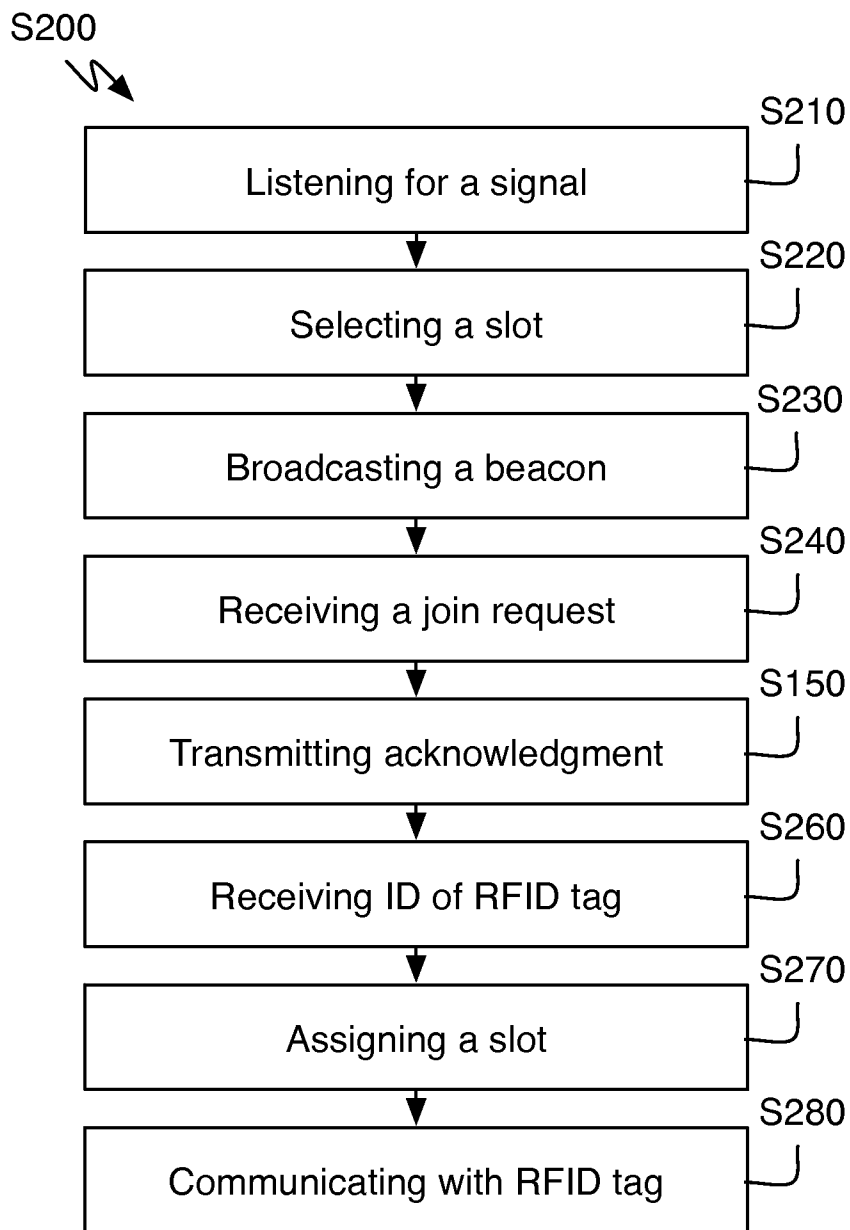 S200
S210
Listening for a signal
S220
Selecting a slot
S230
Broadcasting a beacon
S240
Receiving a join request
S150
Transmitting acknowledgment
S260
Receiving ID of RFID tag
S270
Assigning a slot
S280
Communicating with RFID tag